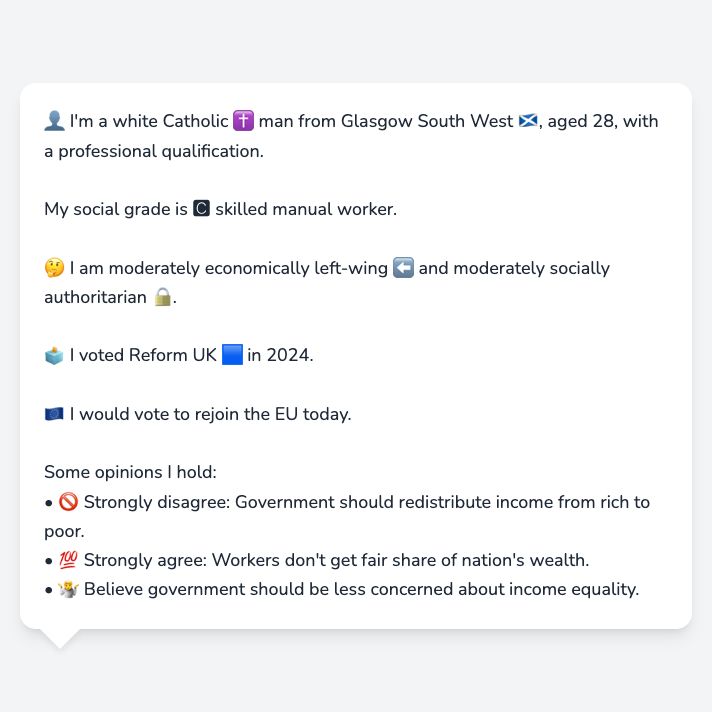 👤 I'm a white Catholic ✝️ man from Glasgow South West 🏴󠁧󠁢󠁳󠁣󠁴󠁿, aged 28, with
a professional qualification.
My social grade is 🅲 skilled manual worker.
🤔 I am moderately economically left-wing ⬅️ and moderately socially
authoritarian 🔒.
🗳️ I voted Reform UK 🟦 in 2024.
🇪🇺 I would vote to rejoin the EU today.
Some opinions I hold:
• 🚫 Strongly disagree: Government should redistribute income from rich to
poor.
• 💯 Strongly agree: Workers don't get fair share of nation's wealth.
• 🤷 Believe government should be less concerned about income equality.